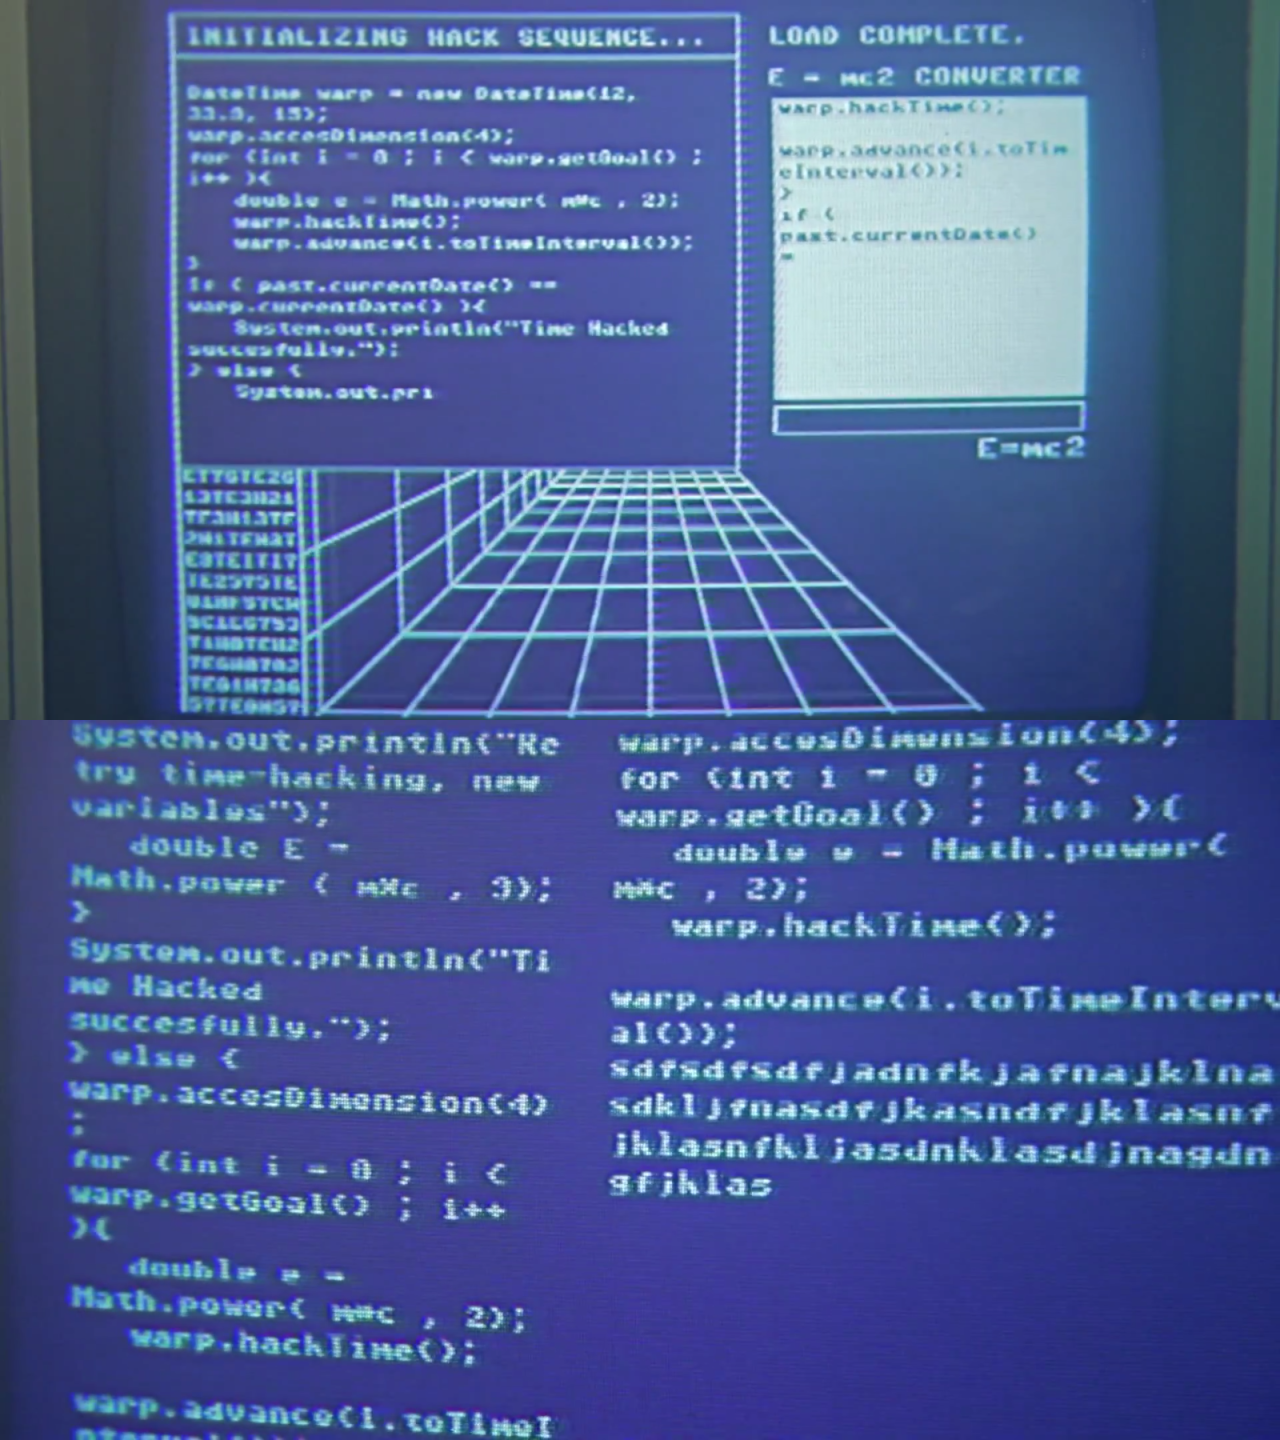 INITIALIZING HACK SEQUENCE...
DateTime warp = new DateTime(12,
33.3, 15);
warp.accesDimension(4);
for (int i = 0 ; i < warp.getGoal() ;
i++ ){
double e = Math.power( m*c , 2);
warp.hackTime();
warp.advance(i.toTimeInterval());
}
if ( past.currentDate() ==
warp.currentDate() ){
System.out.println("Time Hacked
succesfully.");
} else {
System.out.pri
LOAD COMPLETE.
E = mc2 CONVERTER
warp.hackTime();
warp.advance(i.toTim
eInterval());
}
if (
past.currentDate()
=
E=mc2
System.out.println("Re
try time-hacking, new
variables");
double E =
Math.power ( m*c , 3);
}
System.out.println("Ti
me Hacked
succesfully.");
} else {
warp.accesDimension(4)
;
for (int i = 0 ; i <
warp.getGoal() ; i++
){
double e =
Math.power( m*c , 2);
warp.hackTime();
warp.advance(i.toTimeI
warp.accesDimension(4);
for (int i = 0 ; i <
warp.getGoal() ; i++ ){
double e = Math.power(
m*c , 2);
warp.hackTime();
warp.advance(i.toTimeInterv
al());
sdfsdfsdfjadnfkjafnajklna
sdkljfnasdfjkasndfjklasnf
jklasnfkljasdnklasdjnagdn
gfjklas